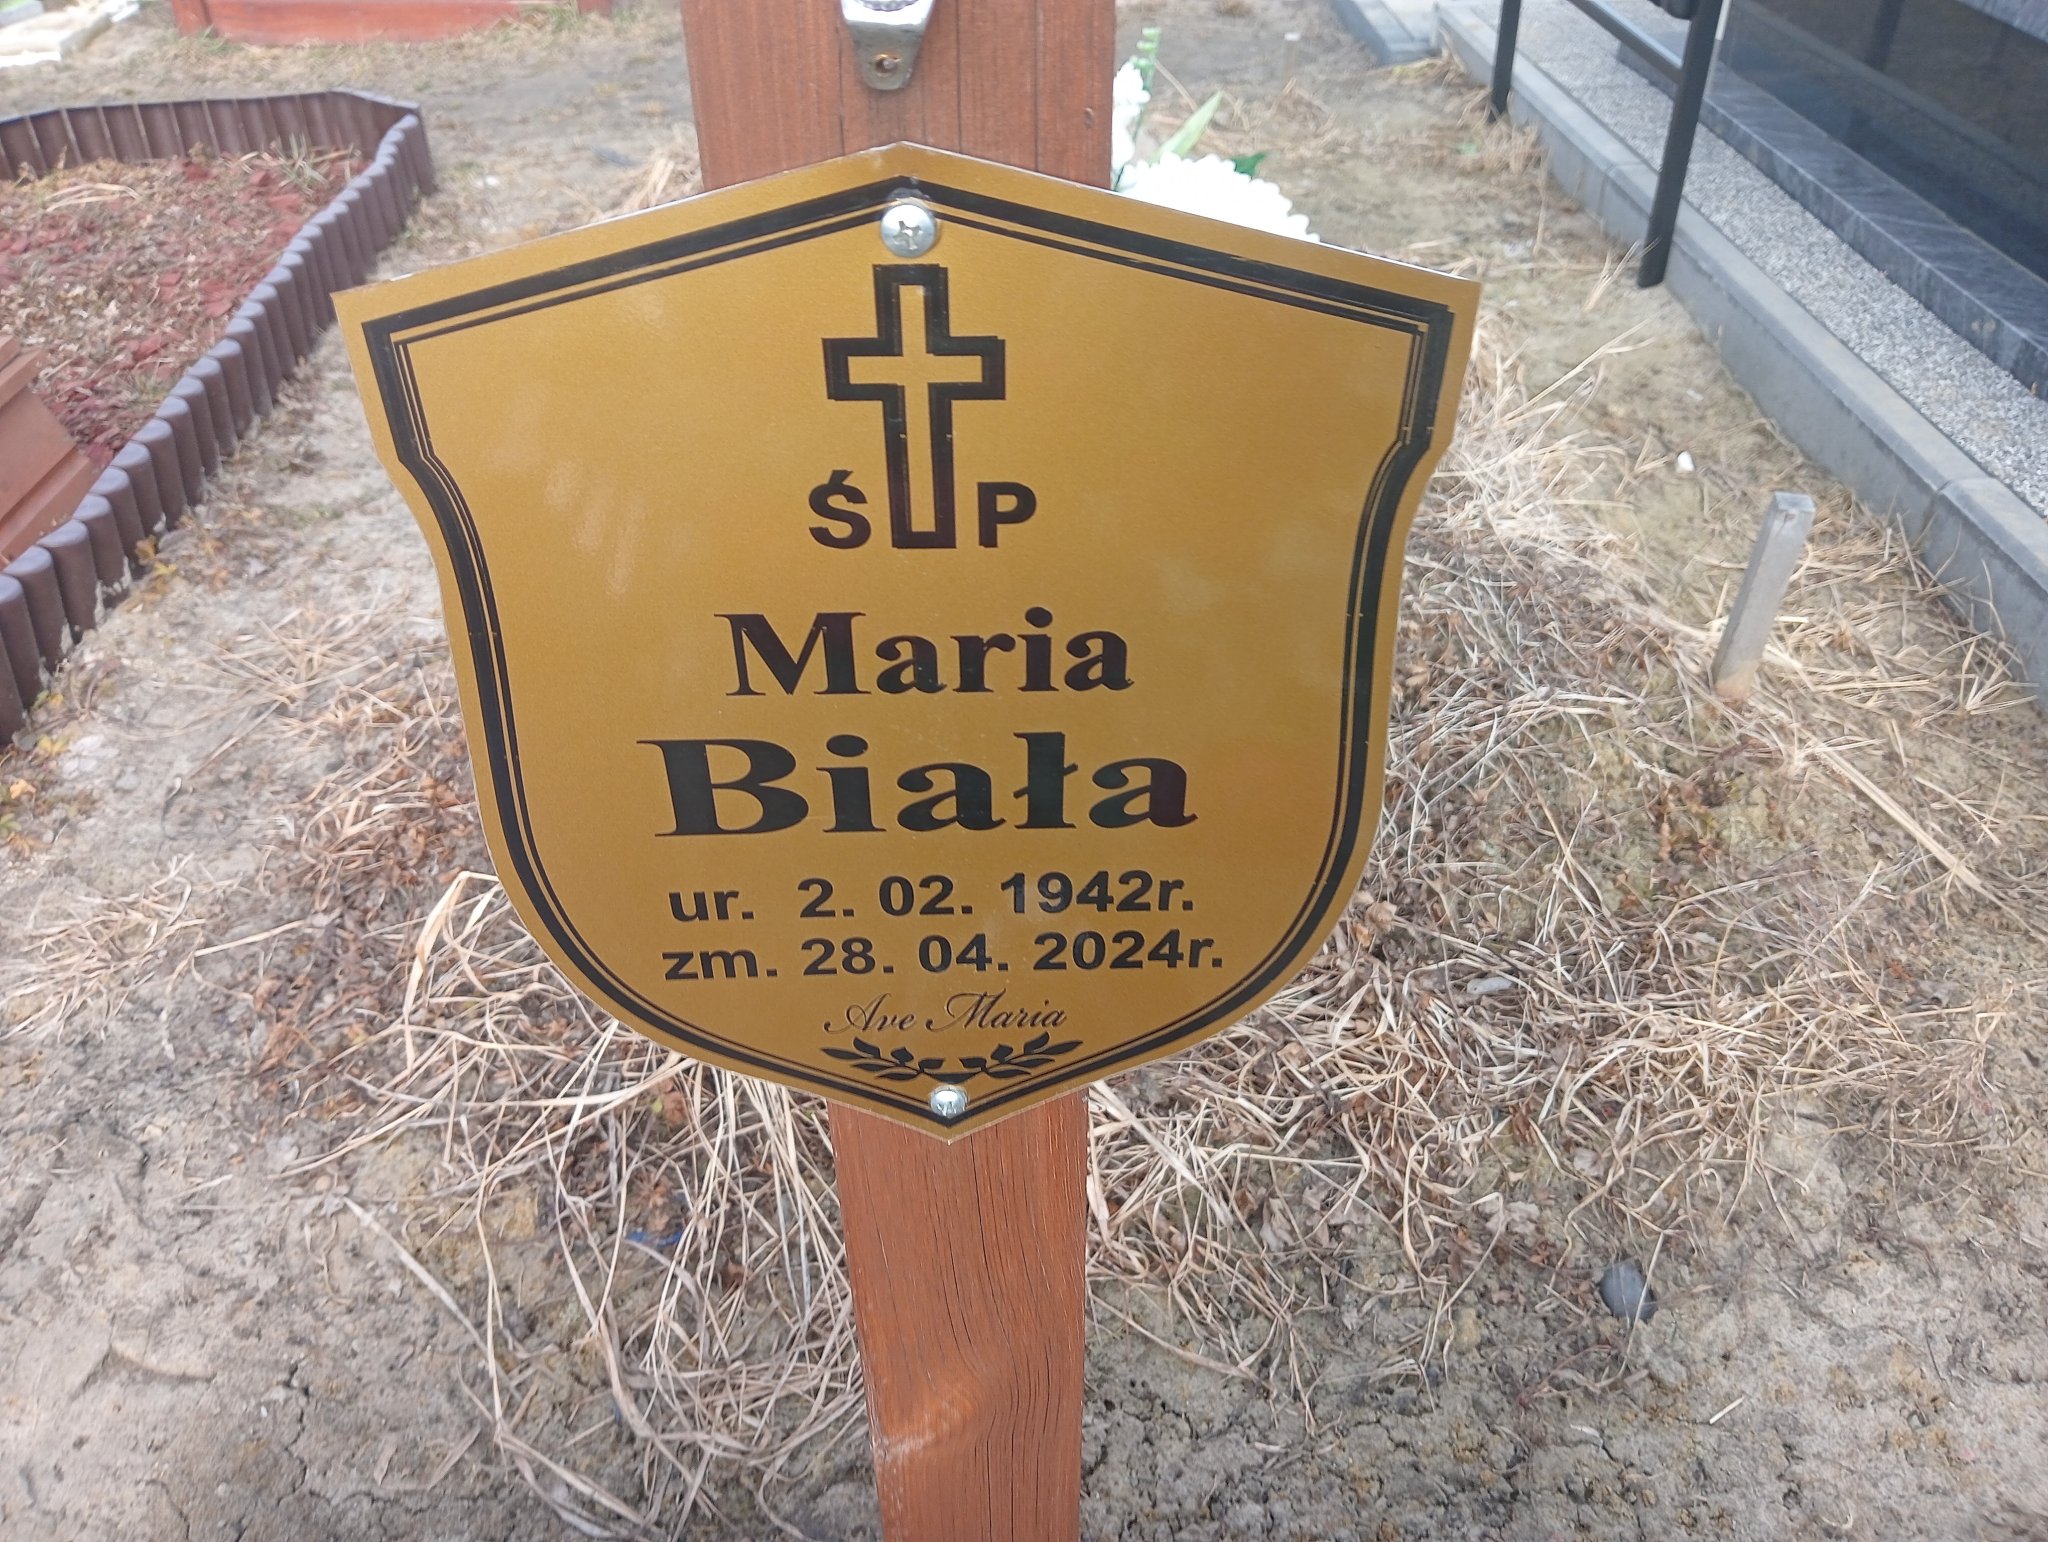 Ś P
Maria
Biała
ur. 2. 02. 1942r.
zm. 28. 04. 2024r.
Ave Maria